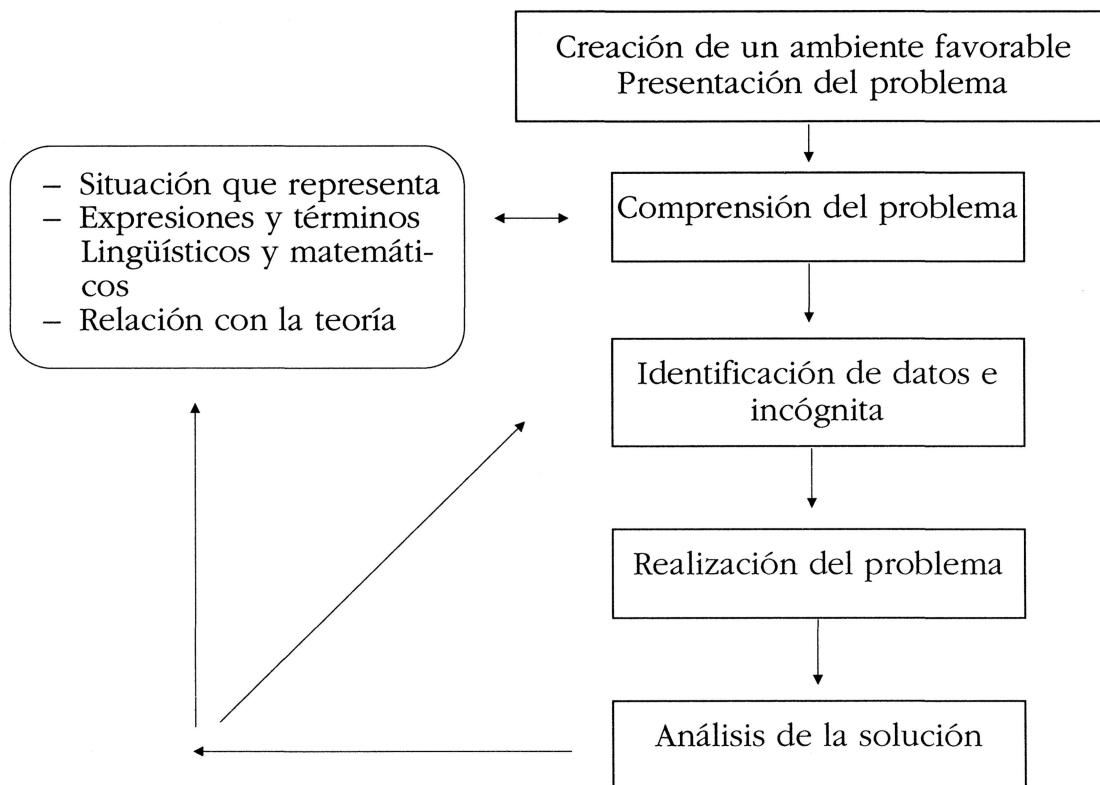 Creación de un ambiente favorable
Presentación del problema
– Situación que representa
– Expresiones y términos
Lingüísticos y matemáti-
cos
– Relación con la teoría
Comprensión del problema
Identificación de datos e
incógnita
Realización del problema
Análisis de la solución